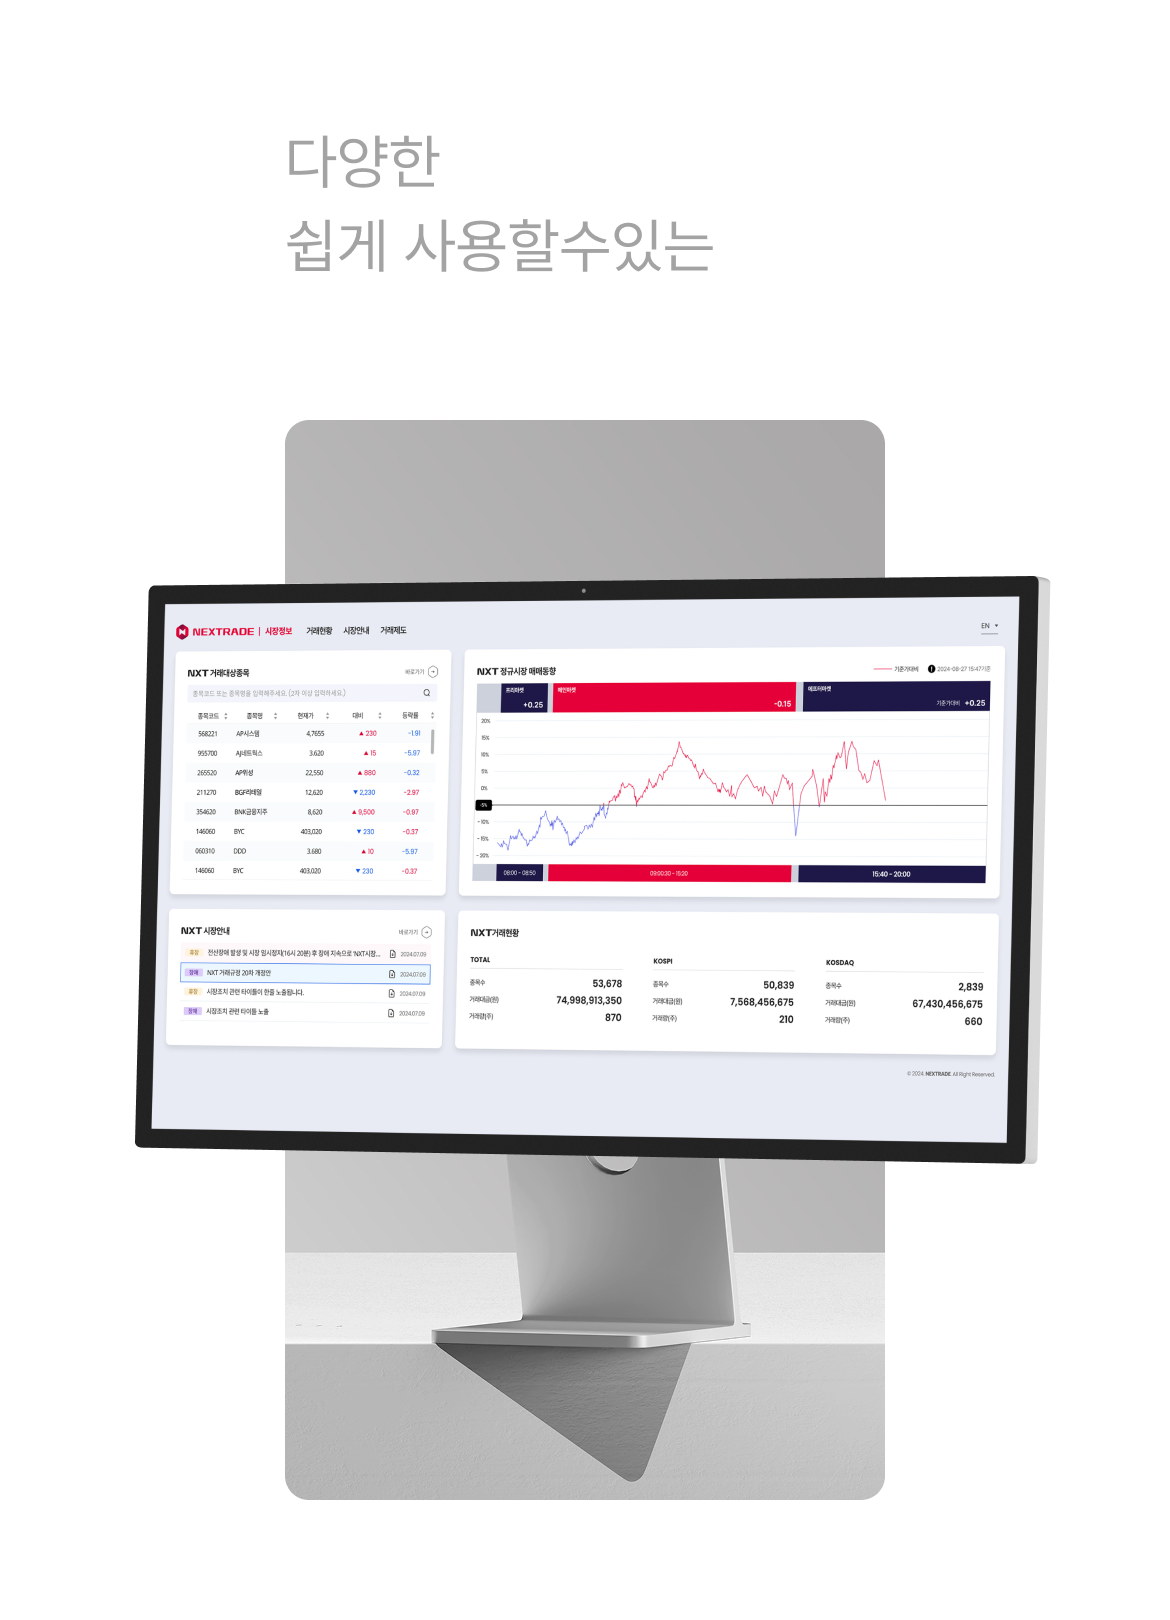 다양한
쉽게 사용할수있는
NEXTRADE | 시장정보 거래현황 시장안내 거래제도
EN
NXT 거래대상종목
바로가기
종목코드 또는 종목명을 입력해주세요. (2자 이상 입력하세요.)
종목코드 종목명 현재가 대비 등락률
568221 AP시스템 4,7655 ▲ 230 -1.91
955700 AJ네트웍스 3.620 ▲ 15 -5.97
265520 AP위성 22,550 ▲ 880 -0.32
211270 BGF리테일 12,620 ▼ 2,230 -2.97
354620 BNK금융지주 8,620 ▲ 9,500 -0.97
146060 BYC 403,020 ▼ 230 -0.37
060310 DDD 3.680 ▲ 10 -5.97
146060 BYC 403,020 ▼ 230 -0.37
NXT 정규시장 매매동향
기준가대비 2024-08-27 15:47기준
프리마켓
+0.25
메인마켓
-0.15
애프터마켓
기준가대비 +0.25
20%
15%
10%
5%
0%
-5%
-10%
-15%
-20%
08:00 - 08:50
09:00:30 - 15:20
15:40 - 20:00
NXT 시장안내
바로가기
휴장 전산장애 발생 및 시장 임시정지(16시 20분) 후 장애 지속으로 'NXT시장... 2024.07.09
장애 NXT 거래규정 20차 개정안 2024.07.09
휴장 시장조치 관련 타이틀이 한줄 노출됩니다. 2024.07.09
장애 시장조치 관련 타이틀 노출 2024.07.09
NXT거래현황
TOTAL
종목수 53,678
거래대금(원) 74,998,913,350
거래량(주) 870
KOSPI
종목수 50,839
거래대금(원) 7,568,456,675
거래량(주) 210
KOSDAQ
종목수 2,839
거래대금(원) 67,430,456,675
거래량(주) 660
© 2024. NEXTRADE. All Right Reserved.